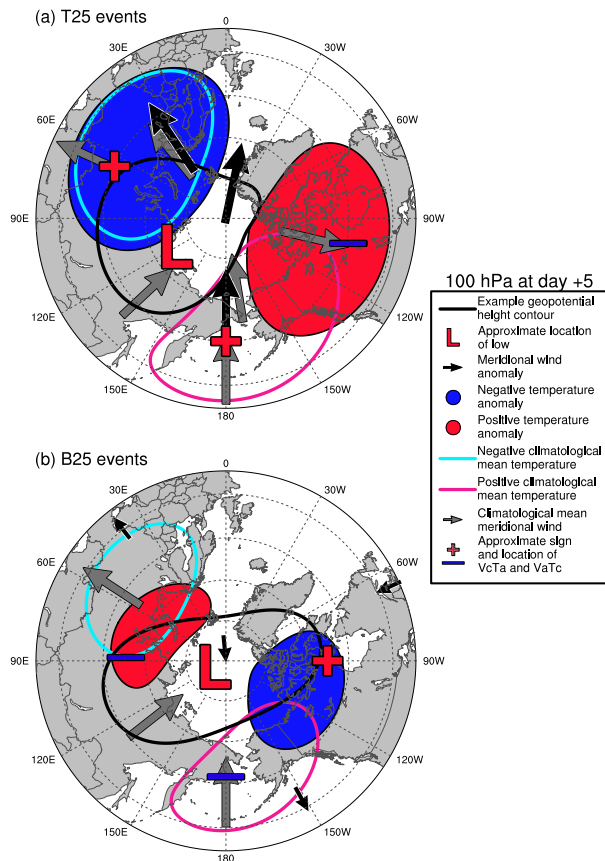 (a) T25 events
0
30E
30W
60E
60W
90E
90W
120E
120W
150E
150W
180
L
100 hPa at day +5
Example geopotential
height contour
L
Approximate location
of low
Meridional wind
anomaly
Negative temperature
anomaly
Positive temperature
anomaly
Negative climatological
mean temperature
Positive climatological
mean temperature
Climatological mean
meridional wind
Approximate sign
and location of
VcTa and VaTc
(b) B25 events
0
30E
30W
60E
60W
90E
90W
120E
120W
150E
150W
180
L